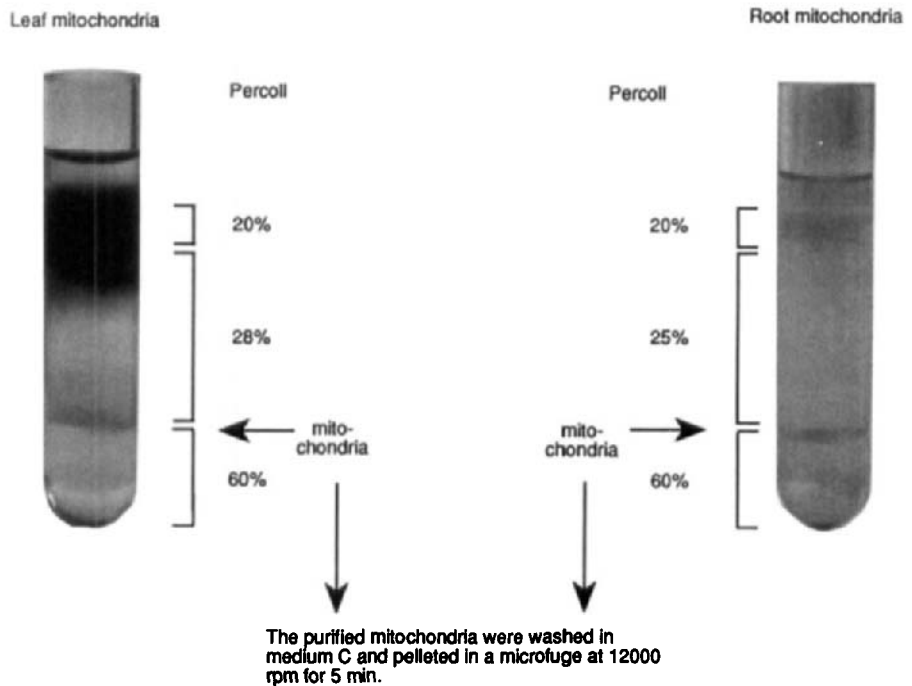 Leaf mitochondria
Root mitochondria
Percoll
Percoll
20%
20%
28%
25%
mito-
chondria
mito-
chondria
60%
60%
The purified mitochondria were washed in
medium C and pelleted in a microfuge at 12000
rpm for 5 min.